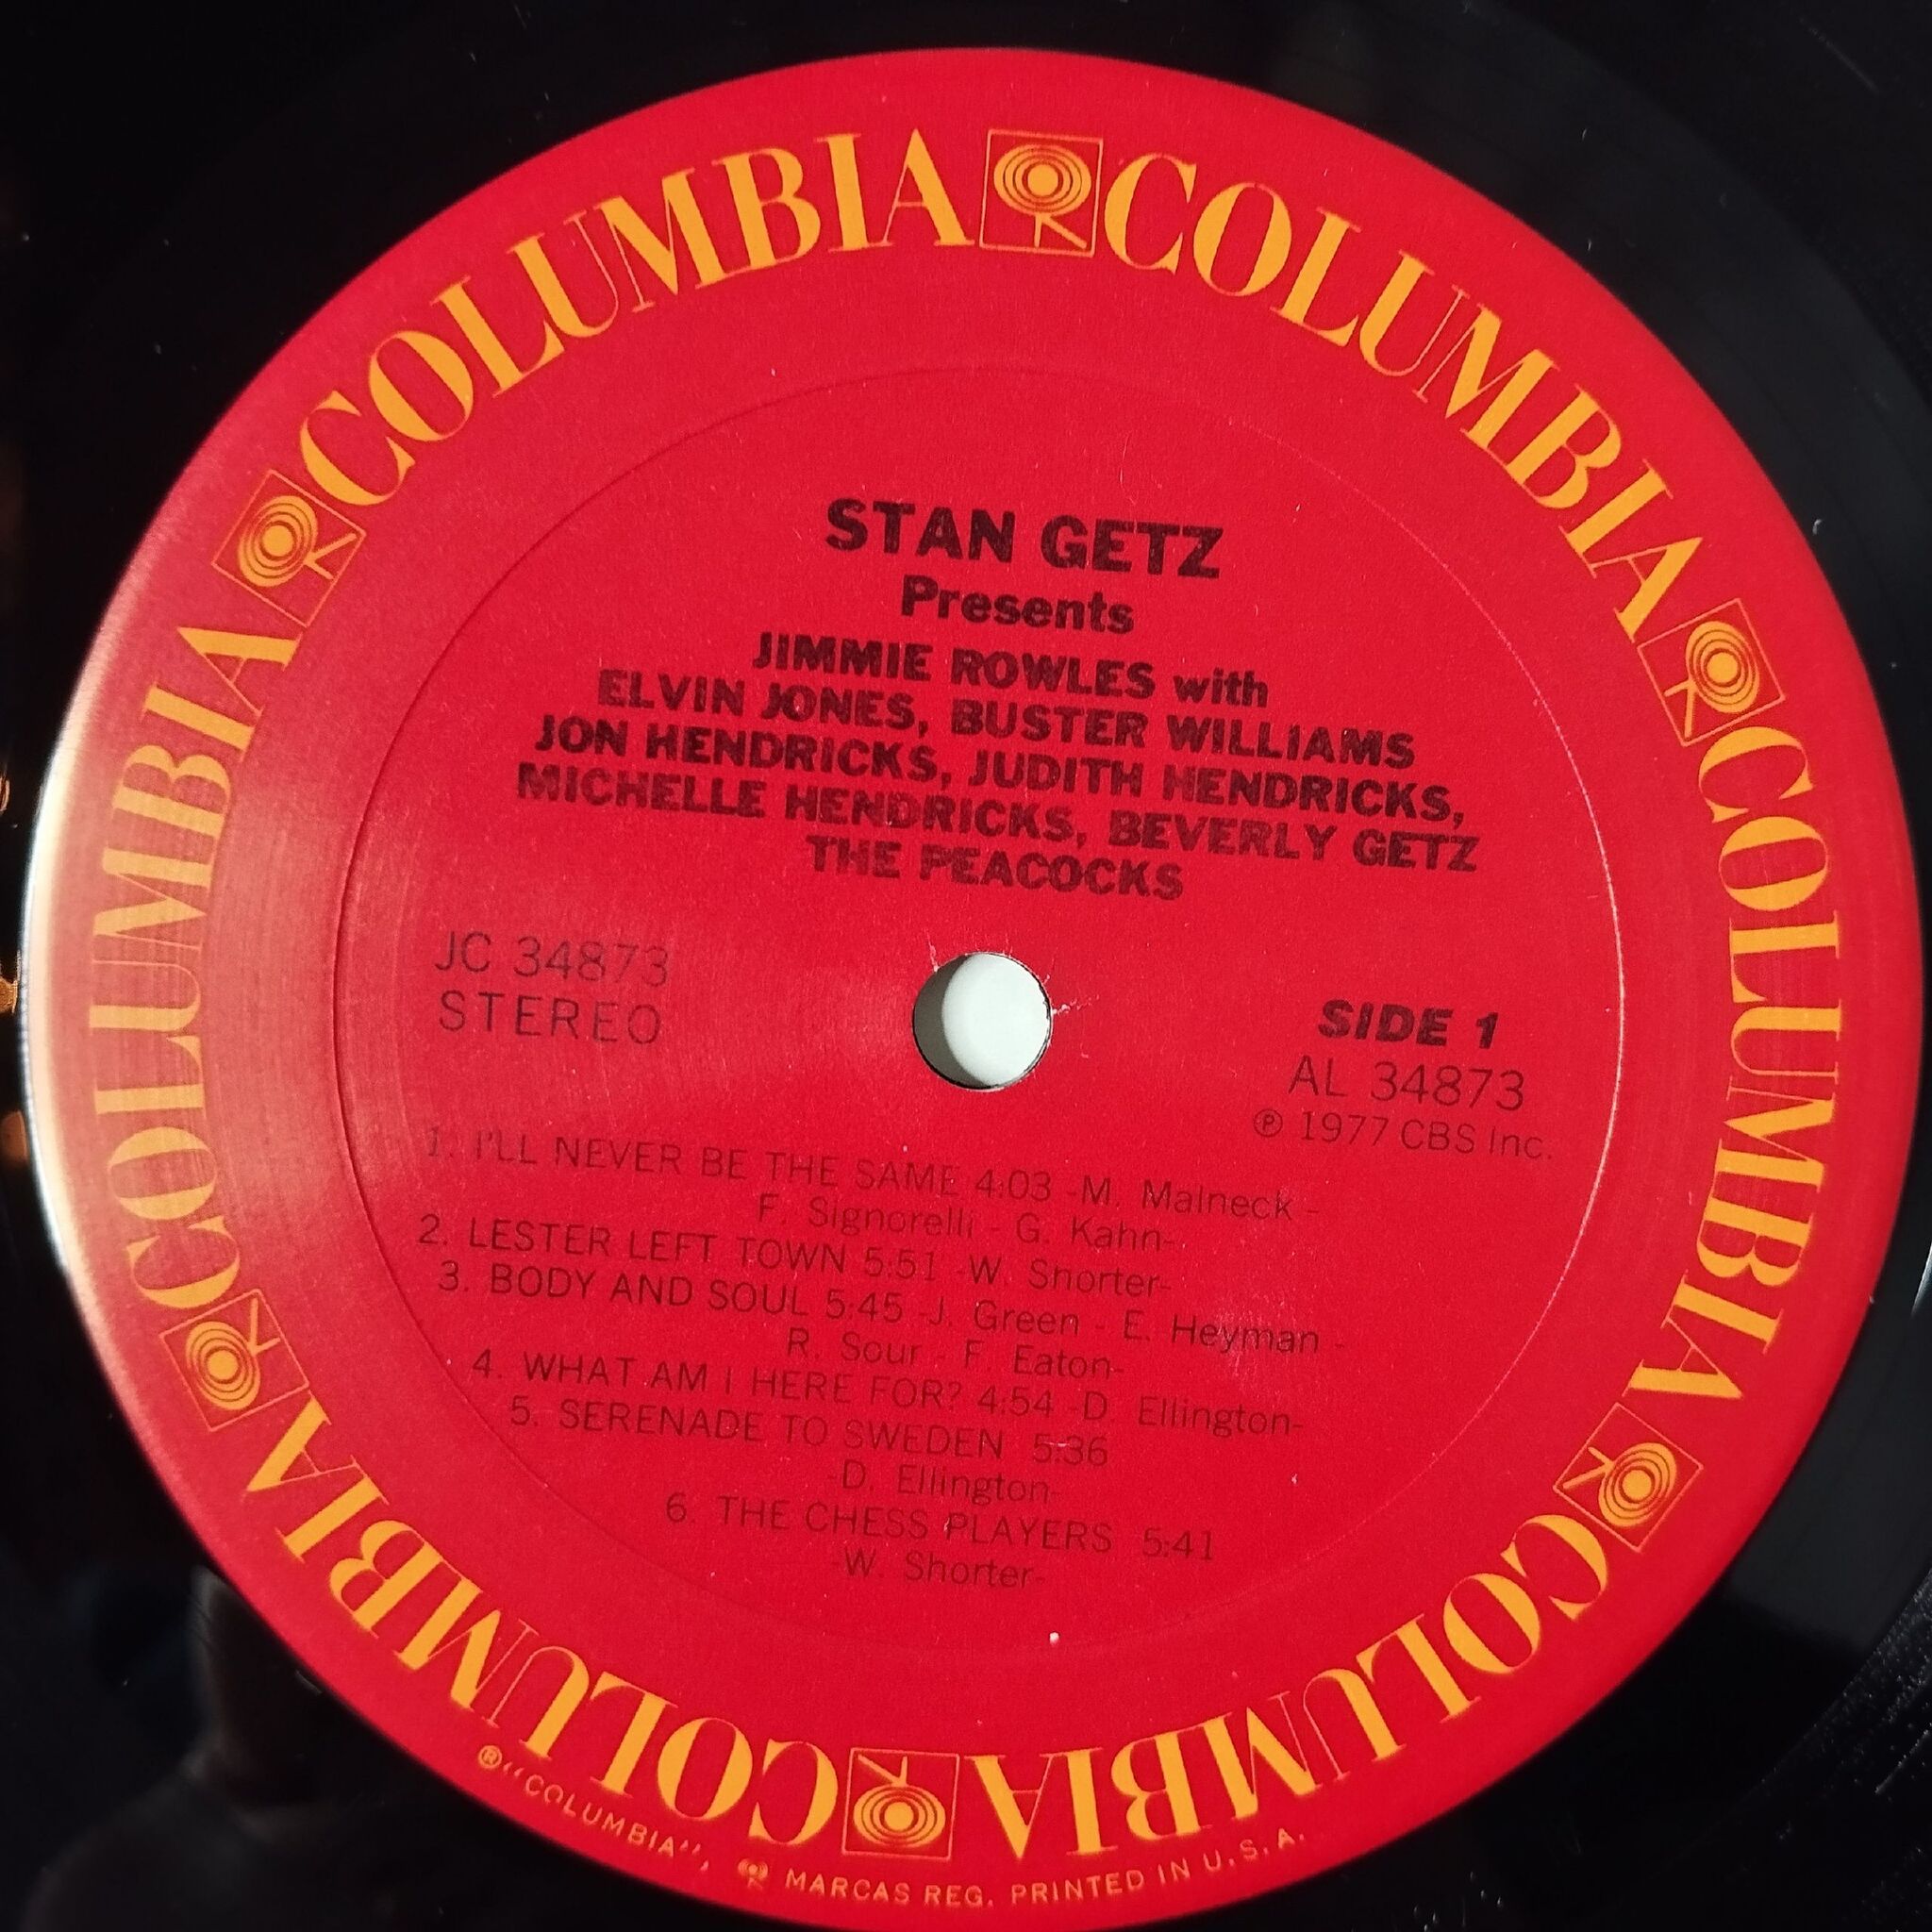 COLUMBIA COLUMBIA COLUMBIA COLUMBIA COLUMBIA COLUMBIA
STAN GETZ
Presents
JIMMIE ROWLES with
ELVIN JONES, BUSTER WILLIAMS
JON HENDRICKS, JUDITH HENDRICKS,
MICHELLE HENDRICKS, BEVERLY GETZ
THE PEACOCKS
JC 34873
STEREO
SIDE 1
AL 34873
℗ 1977 CBS Inc.
1. I'LL NEVER BE THE SAME 4:03 -M. Malneck -
F. Signorelli - G. Kahn-
2. LESTER LEFT TOWN 5:51 -W. Shorter-
3. BODY AND SOUL 5:45 -J. Green - E. Heyman -
R. Sour - F. Eaton-
4. WHAT AM I HERE FOR? 4:54 -D. Ellington-
5. SERENADE TO SWEDEN 5:36
-D. Ellington-
6. THE CHESS PLAYERS 5:41
-W. Shorter-
®"COLUMBIA", MARCAS REG. PRINTED IN U.S.A.